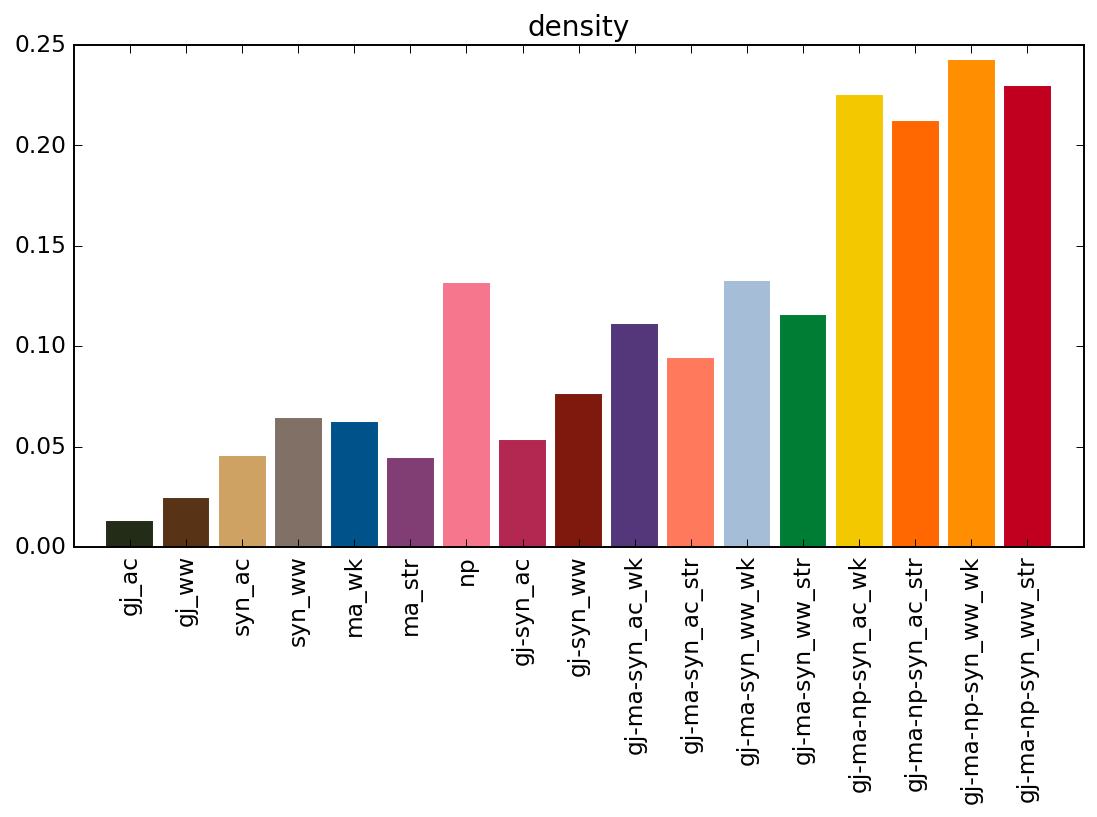 density
0.25
0.20
0.15
0.10
0.05
0.00
gj_ac
gj_ww
syn_ac
syn_ww
ma_wk
ma_str
np
gj-syn_ac
gj-syn_ww
gj-ma-syn_ac_wk
gj-ma-syn_ac_str
gj-ma-syn_ww_wk
gj-ma-syn_ww_str
gj-ma-np-syn_ac_wk
gj-ma-np-syn_ac_str
gj-ma-np-syn_ww_wk
gj-ma-np-syn_ww_str